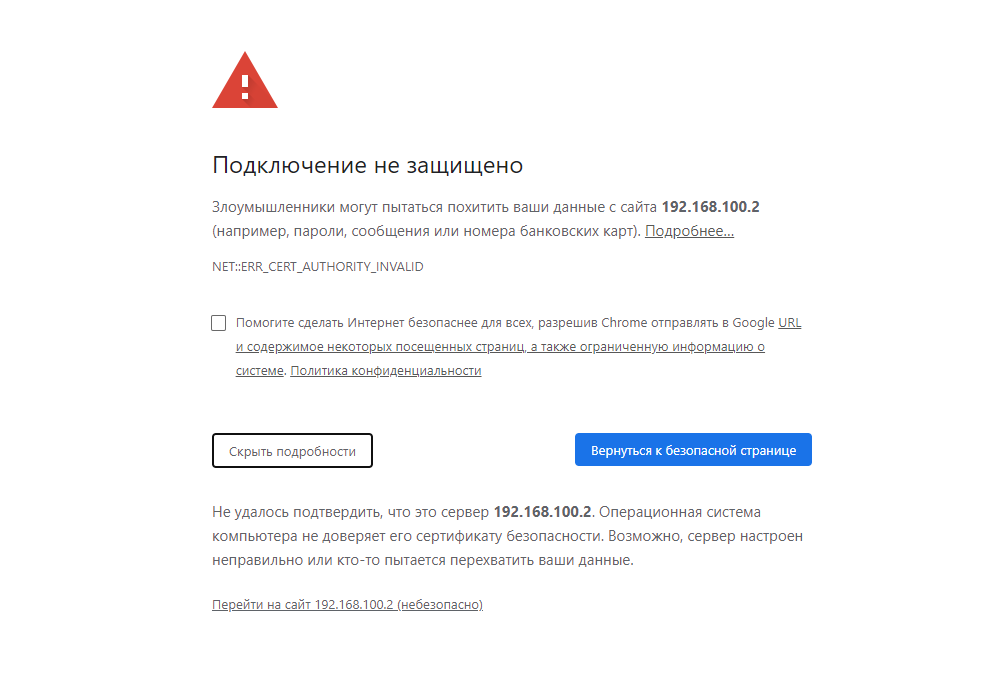 Подключение не защищено
Злоумышленники могут пытаться похитить ваши данные с сайта 192.168.100.2
(например, пароли, сообщения или номера банковских карт). Подробнее…
NET::ERR_CERT_AUTHORITY_INVALID
Помогите сделать Интернет безопаснее для всех, разрешив Chrome отправлять в Google URL
и содержимое некоторых посещенных страниц, а также ограниченную информацию о
системе. Политика конфиденциальности
Скрыть подробности
Вернуться к безопасной странице
Не удалось подтвердить, что это сервер 192.168.100.2. Операционная система
компьютера не доверяет его сертификату безопасности. Возможно, сервер настроен
неправильно или кто-то пытается перехватить ваши данные.
Перейти на сайт 192.168.100.2 (небезопасно)